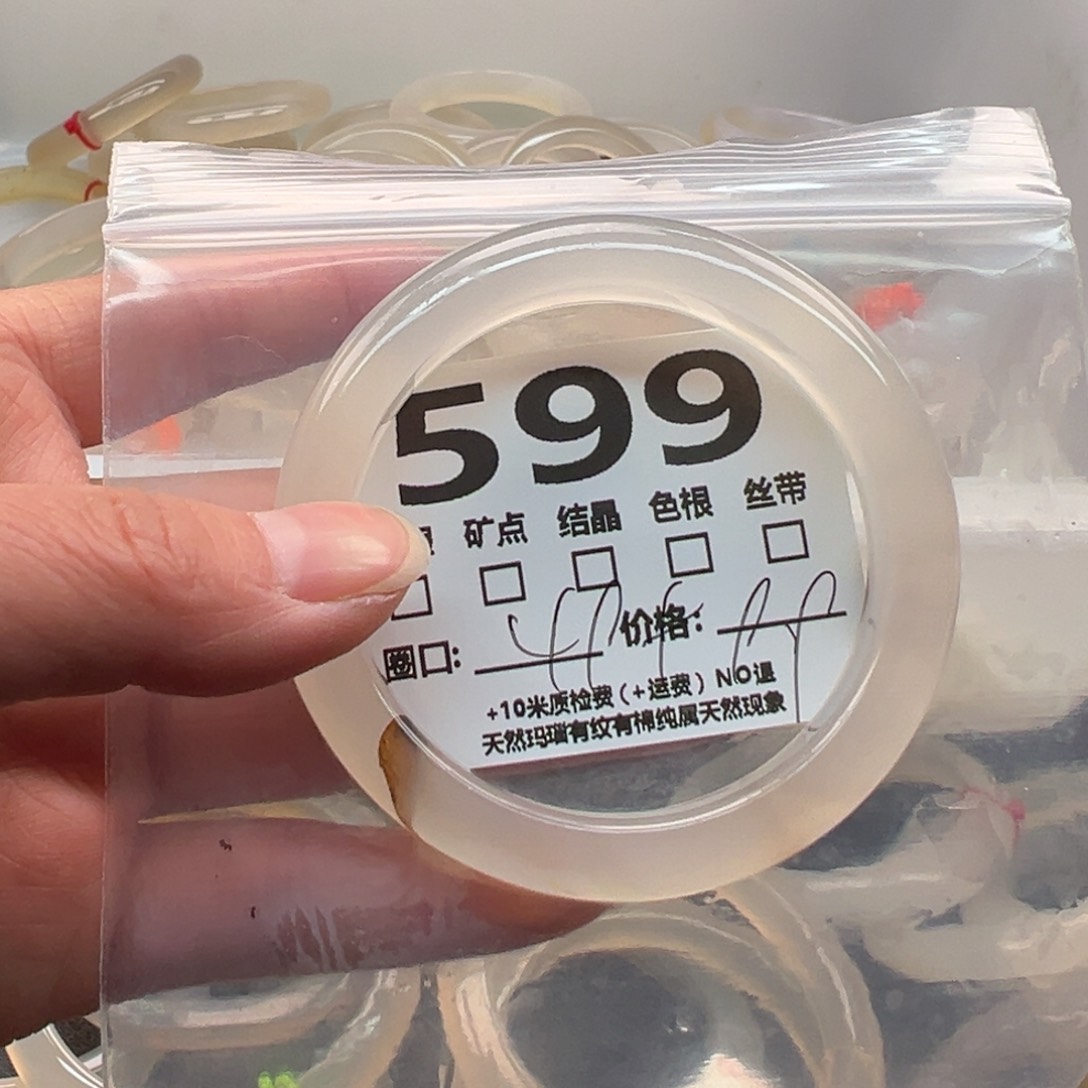 599
矿点 结晶 色根 丝带
圈口: 价格:
+10米质检费(+运费)NO退
天然玛瑙有纹有棉纯属天然现象